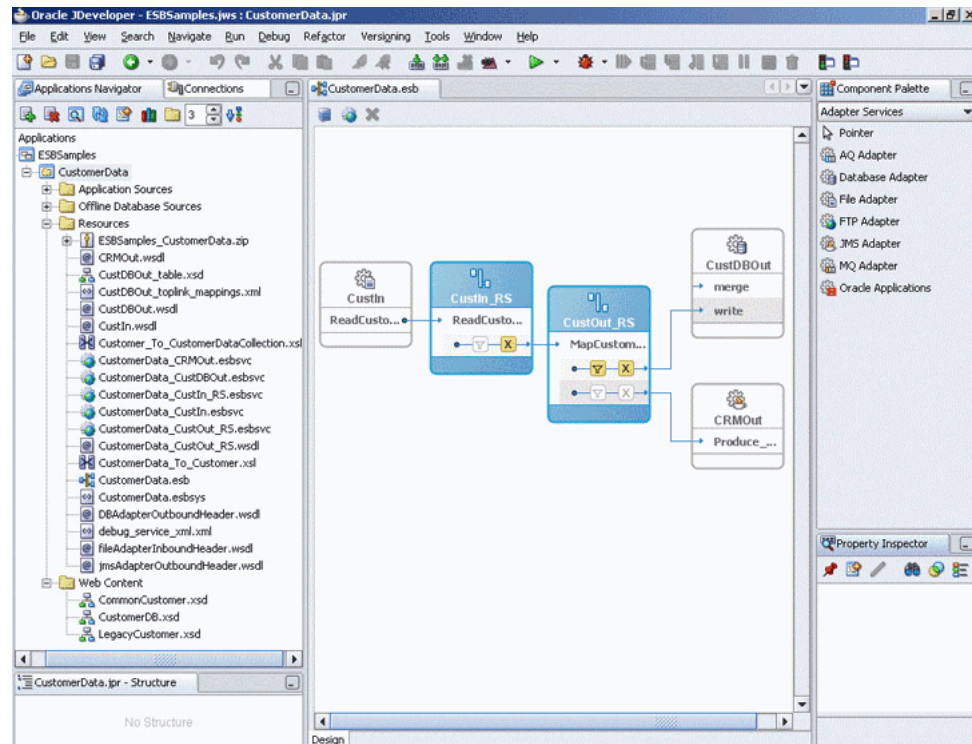 Oracle JDeveloper - ESBSamples.jws : CustomerData.jpr
File Edit View Search Navigate Run Debug Refactor Versioning Tools Window Help
Applications Navigator
Connections
3
Applications
ESBSamples
CustomerData
Application Sources
Offline Database Sources
Resources
ESBSamples_CustomerData.zip
CRMOut.wsdl
CustDBOut_table.xsd
CustDBOut_toplink_mappings.xml
CustDBOut.wsdl
CustIn.wsdl
Customer_To_CustomerDataCollection.xsl
CustomerData_CRMOut.esbsvc
CustomerData_CustDBOut.esbsvc
CustomerData_CustIn_RS.esbsvc
CustomerData_CustIn.esbsvc
CustomerData_CustOut_RS.esbsvc
CustomerData_CustOut_RS.wsdl
CustomerData_To_Customer.xsl
CustomerData.esb
CustomerData.esbsys
DBAdapterOutboundHeader.wsdl
debug_service_xml.xml
fileAdapterInboundHeader.wsdl
jmsAdapterOutboundHeader.wsdl
Web Content
CommonCustomer.xsd
CustomerDB.xsd
LegacyCustomer.xsd
CustomerData.jpr - Structure
No Structure
CustomerData.esb
CustIn
ReadCusto...
CustIn_RS
ReadCusto...
X
CustOut_RS
MapCustom...
X
X
CustDBOut
merge
write
CRMOut
Produce_...
Design
Component Palette
Adapter Services
Pointer
AQ Adapter
Database Adapter
File Adapter
FTP Adapter
JMS Adapter
MQ Adapter
Oracle Applications
Property Inspector